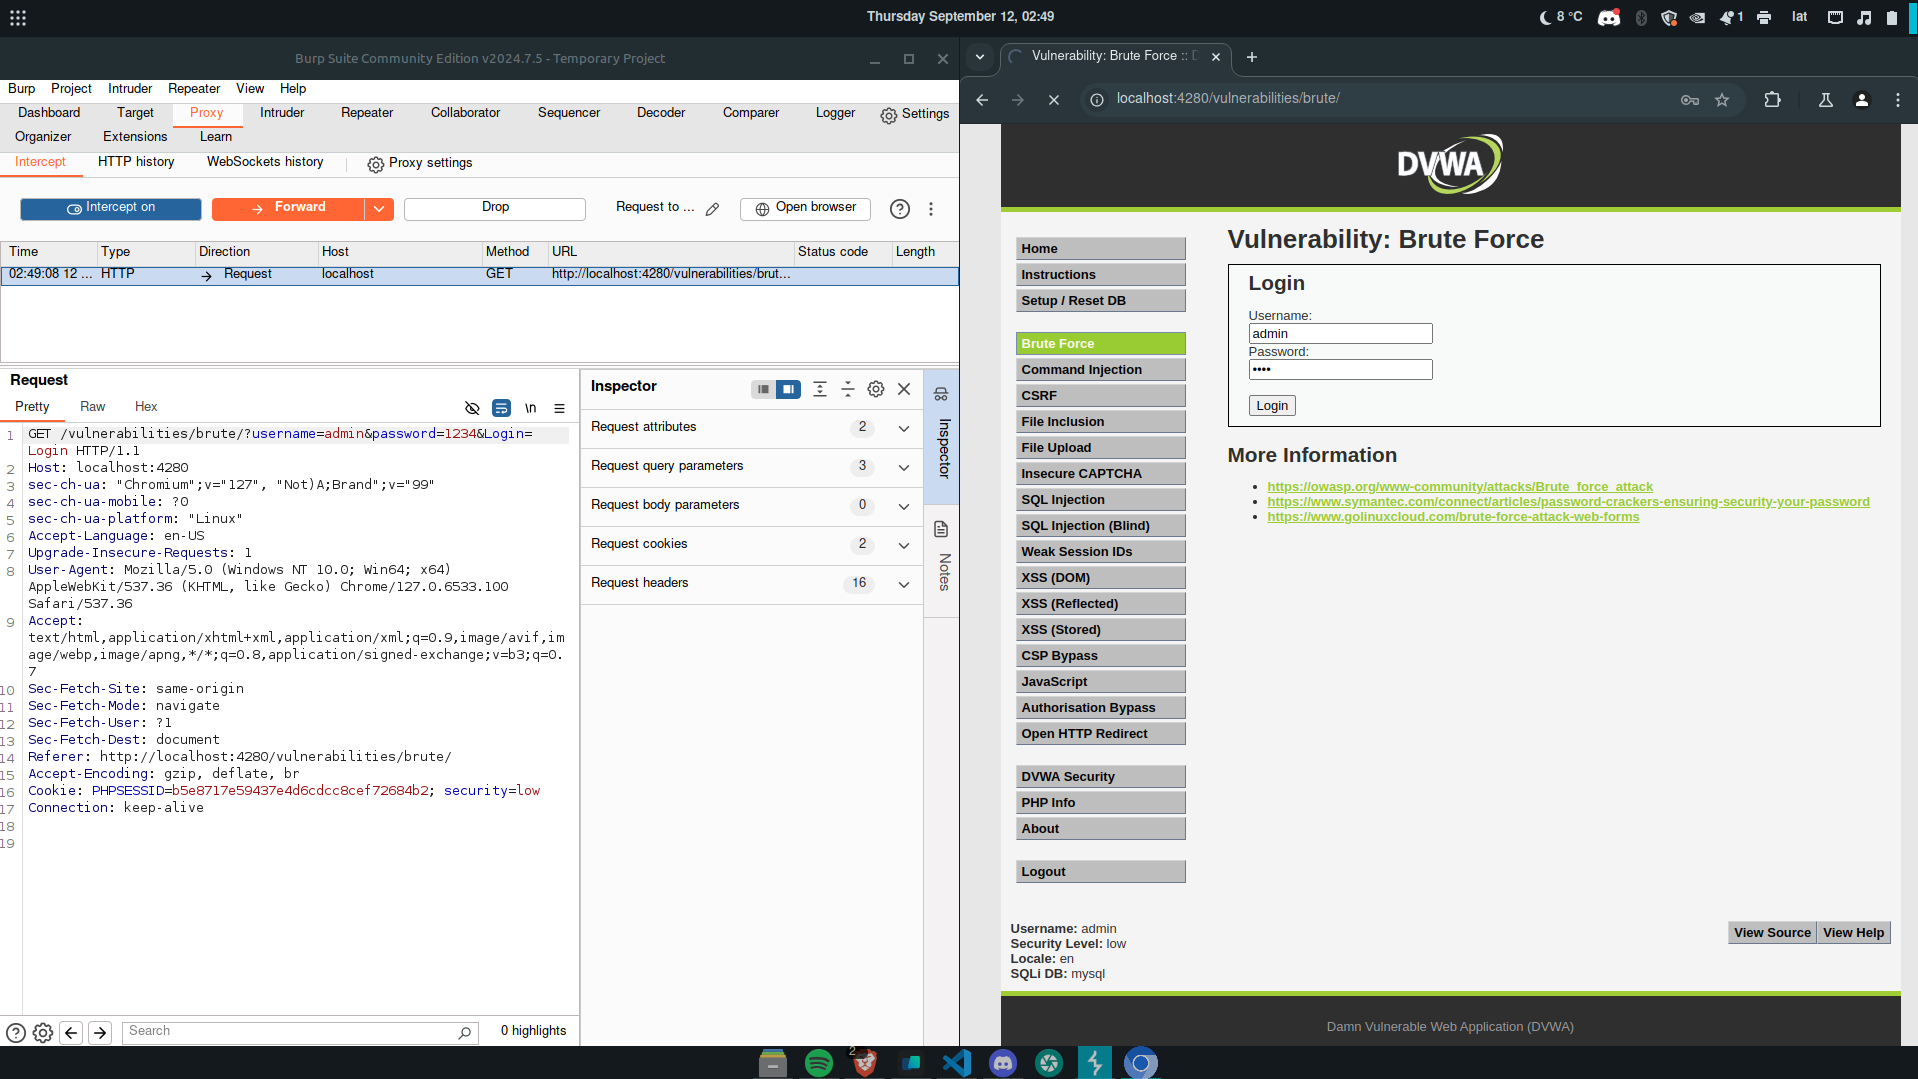 Thursday September 12, 02:49
8 °C
1
lat
Burp Suite Community Edition v2024.7.5 - Temporary Project
Burp Project Intruder Repeater View Help
Dashboard Target Proxy Intruder Repeater Collaborator Sequencer Decoder Comparer Logger Settings
Organizer Extensions Learn
Intercept HTTP history WebSockets history Proxy settings
Intercept on Forward Drop Request to ... Open browser
Time Type Direction Host Method URL Status code Length
02:49:08 12 ... HTTP Request localhost GET http://localhost:4280/vulnerabilities/brut...
Request
Pretty Raw Hex
\n
1 GET /vulnerabilities/brute/?username=admin&password=1234&Login=
Login HTTP/1.1
2 Host: localhost:4280
3 sec-ch-ua: "Chromium";v="127", "Not)A;Brand";v="99"
4 sec-ch-ua-mobile: ?0
5 sec-ch-ua-platform: "Linux"
6 Accept-Language: en-US
7 Upgrade-Insecure-Requests: 1
8 User-Agent: Mozilla/5.0 (Windows NT 10.0; Win64; x64)
AppleWebKit/537.36 (KHTML, like Gecko) Chrome/127.0.6533.100
Safari/537.36
9 Accept:
text/html,application/xhtml+xml,application/xml;q=0.9,image/avif,im
age/webp,image/apng,*/*;q=0.8,application/signed-exchange;v=b3;q=0.
7
10 Sec-Fetch-Site: same-origin
11 Sec-Fetch-Mode: navigate
12 Sec-Fetch-User: ?1
13 Sec-Fetch-Dest: document
14 Referer: http://localhost:4280/vulnerabilities/brute/
15 Accept-Encoding: gzip, deflate, br
16 Cookie: PHPSESSID=b5e8717e59437e4d6cdcc8cef72684b2; security=low
17 Connection: keep-alive
18
19
Search
0 highlights
Inspector
Request attributes 2
Request query parameters 3
Request body parameters 0
Request cookies 2
Request headers 16
Inspector
Notes
Vulnerability: Brute Force :: D
localhost:4280/vulnerabilities/brute/
DVWA
Home
Instructions
Setup / Reset DB
Brute Force
Command Injection
CSRF
File Inclusion
File Upload
Insecure CAPTCHA
SQL Injection
SQL Injection (Blind)
Weak Session IDs
XSS (DOM)
XSS (Reflected)
XSS (Stored)
CSP Bypass
JavaScript
Authorisation Bypass
Open HTTP Redirect
DVWA Security
PHP Info
About
Logout
Vulnerability: Brute Force
Login
Username:
admin
Password:
••••
Login
More Information
https://owasp.org/www-community/attacks/Brute_force_attack
https://www.symantec.com/connect/articles/password-crackers-ensuring-security-your-password
https://www.golinuxcloud.com/brute-force-attack-web-forms
Username: admin
Security Level: low
Locale: en
SQLi DB: mysql
View Source View Help
Damn Vulnerable Web Application (DVWA)
2